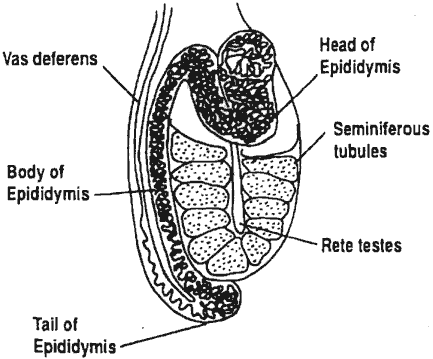 Vas deferens
Head of
Epididymis
Seminiferous
tubules
Body of
Epididymis
Rete testes
Tail of
Epididymis